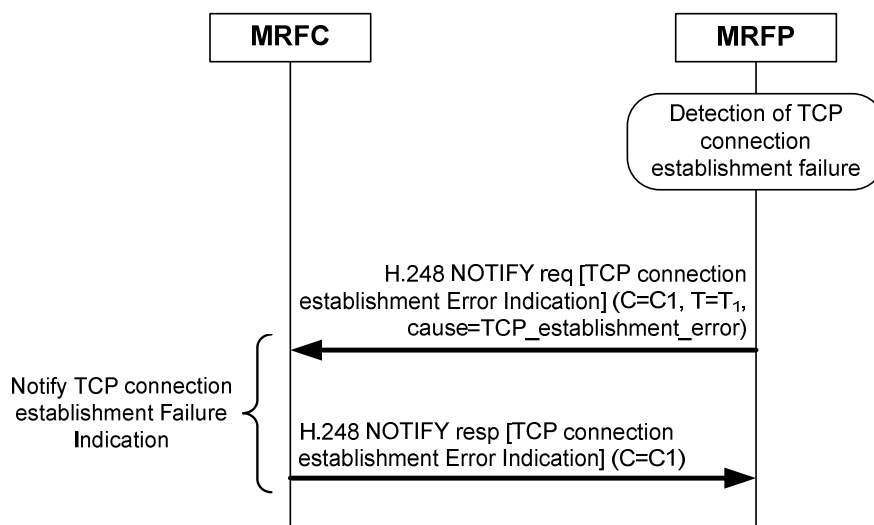 MRFC
MRFP
Detection of TCP
connection
establishment failure
H.248 NOTIFY req [TCP connection
establishment Error Indication] (C=C1, T=T₁,
cause=TCP_establishment_error)
Notify TCP connection
establishment Failure
Indication
H.248 NOTIFY resp [TCP connection
establishment Error Indication] (C=C1)